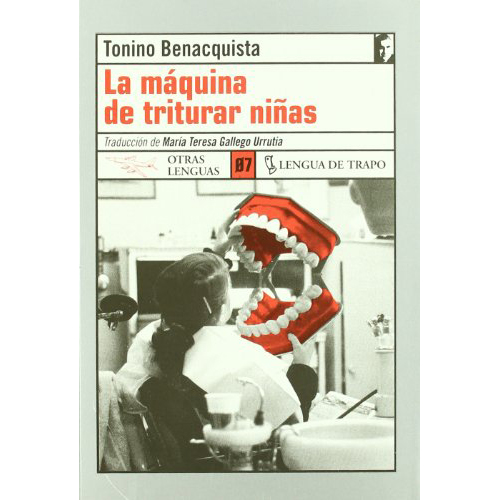 Tonino Benacquista
La máquina
de triturar niñas
Traducción de María Teresa Gallego Urrutia
OTRAS
LENGUAS
07
LENGUA DE TRAPO